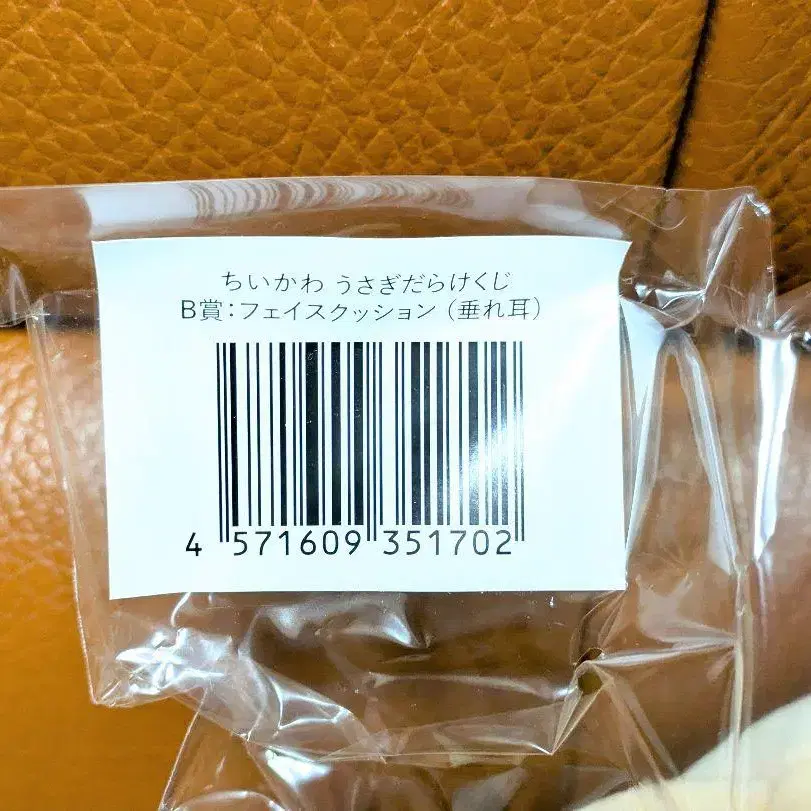 ちいかわ うさぎだらけくじ
B賞：フェイスクッション（垂れ耳）
4 571609 351702